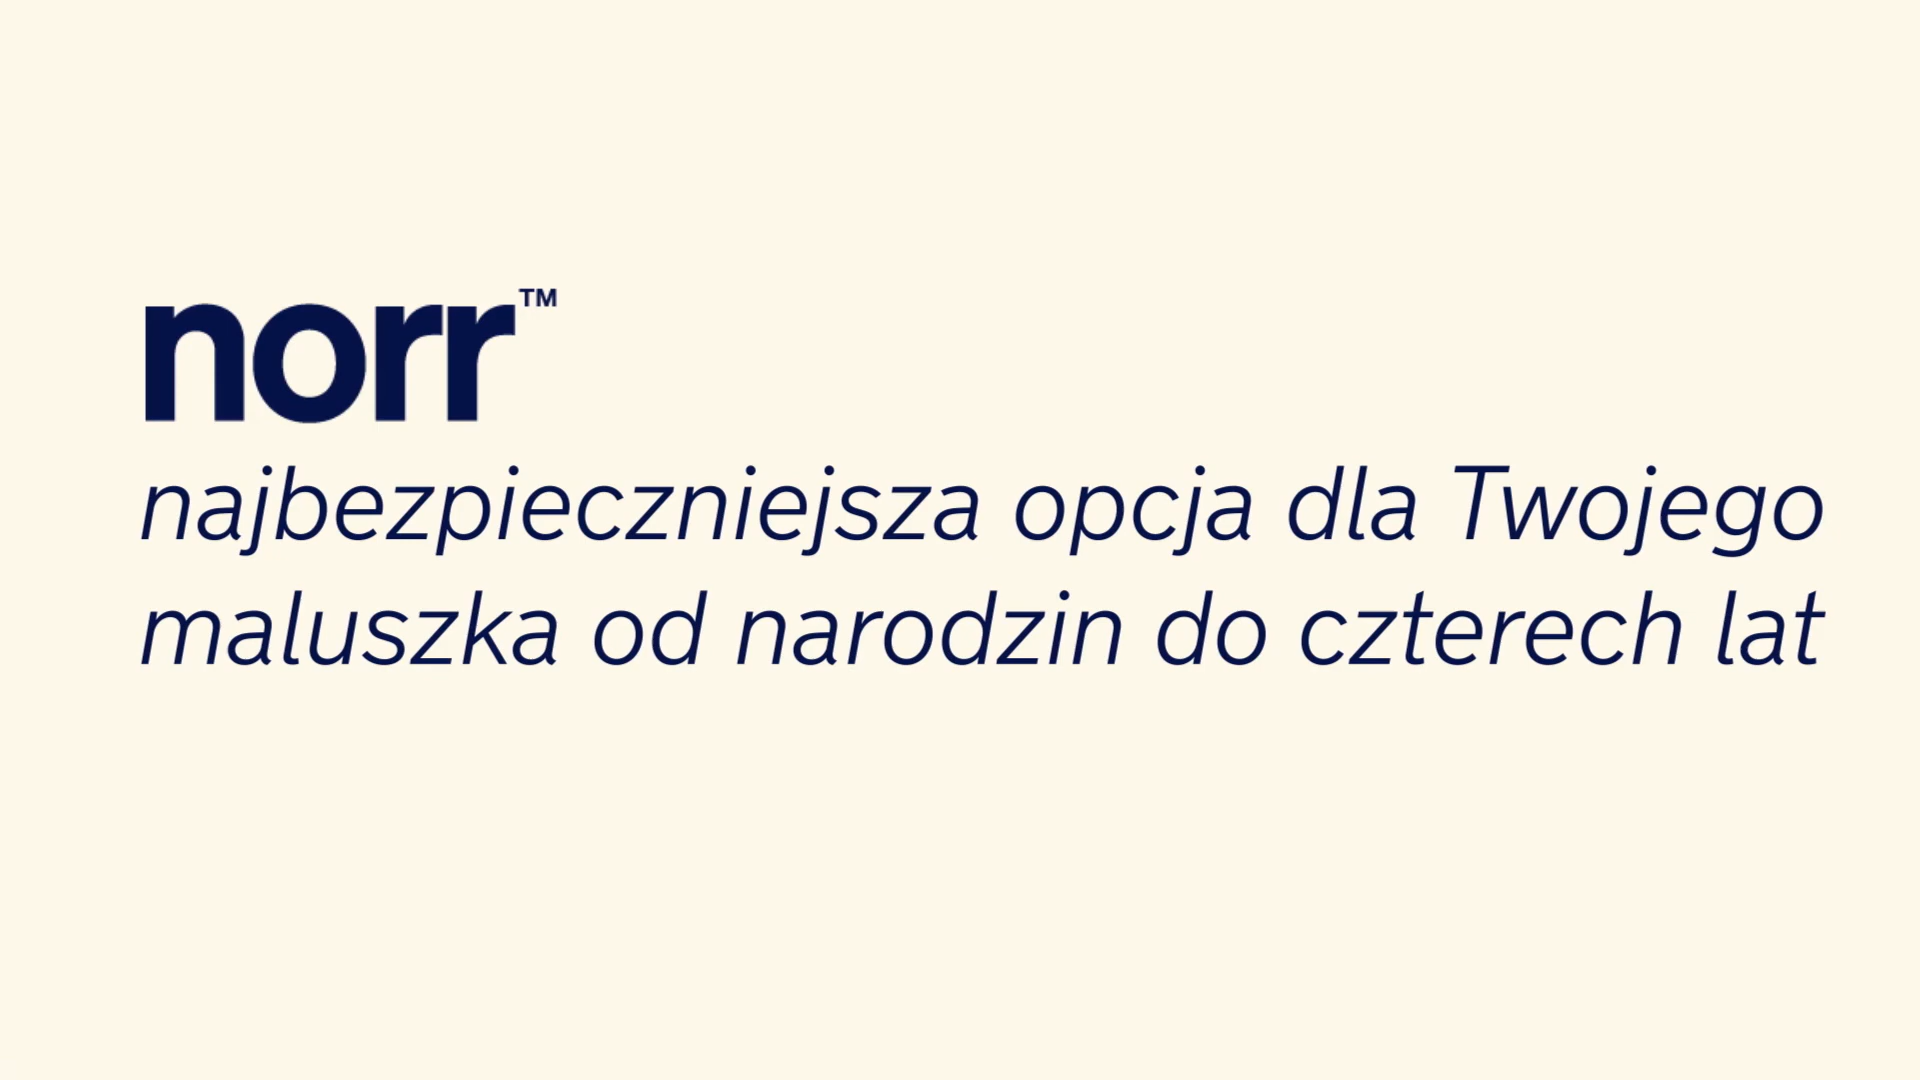 norr™
najbezpieczniejsza opcja dla Twojego
maluszka od narodzin do czterech lat